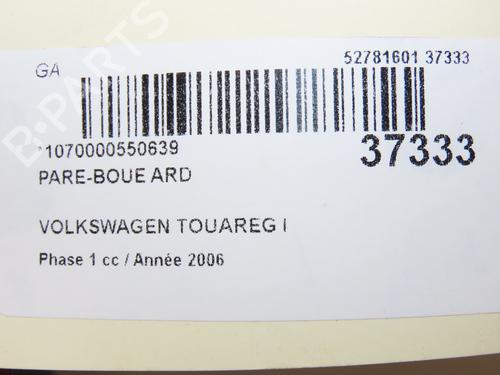 GA
52781601 37333
*1070000550639
37333
PARE-BOUE ARD
VOLKSWAGEN TOUAREG I
Phase 1 cc / Année 2006
B-PARTS